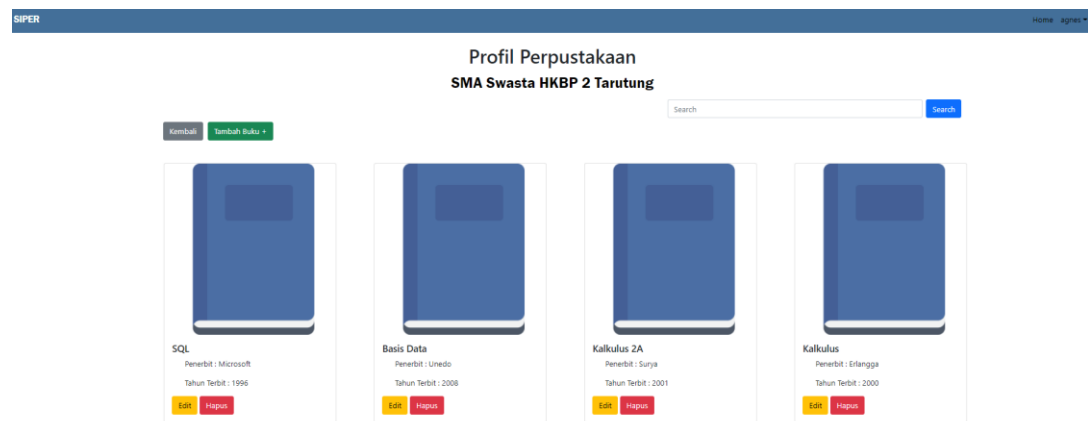 SIPER Home agnes
Profil Perpustakaan
SMA Swasta HKBP 2 Tarutung
Search Search
Kembali Tambah Buku +
SQL Basis Data Kalkulus 2A Kalkulus
Penerbit : Microsoft Penerbit : Unedo Penerbit : Surya Penerbit : Erlangga
Tahun Terbit : 1996 Tahun Terbit : 2008 Tahun Terbit : 2001 Tahun Terbit : 2000
Edit Hapus Edit Hapus Edit Hapus Edit Hapus